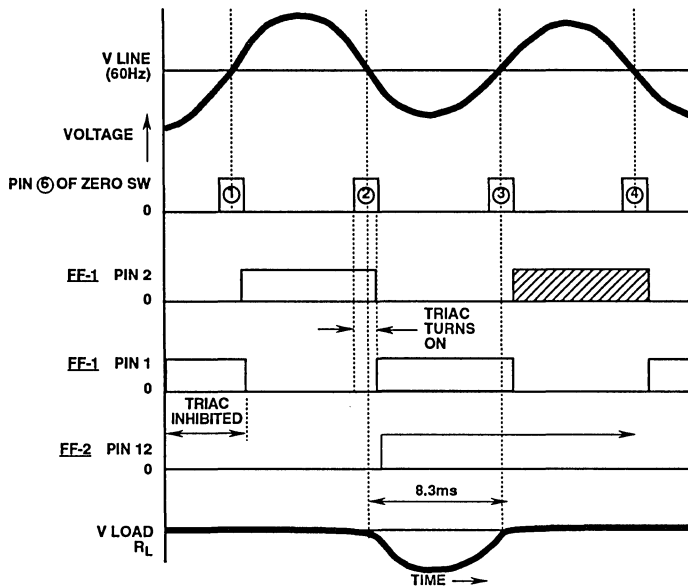 V LINE
(60Hz)
VOLTAGE
PIN ⑥ OF ZERO SW
0
① ② ③ ④
FF-1 PIN 2
0
TRIAC
TURNS
ON
FF-1 PIN 1
0
TRIAC
INHIBITED
FF-2 PIN 12
0
8.3ms
V LOAD
RL
TIME